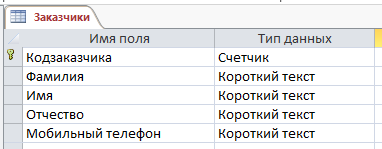 Заказчики
Имя поля Тип данных
Кодзаказчика Счетчик
Фамилия Короткий текст
Имя Короткий текст
Отчество Короткий текст
Мобильный телефон Короткий текст